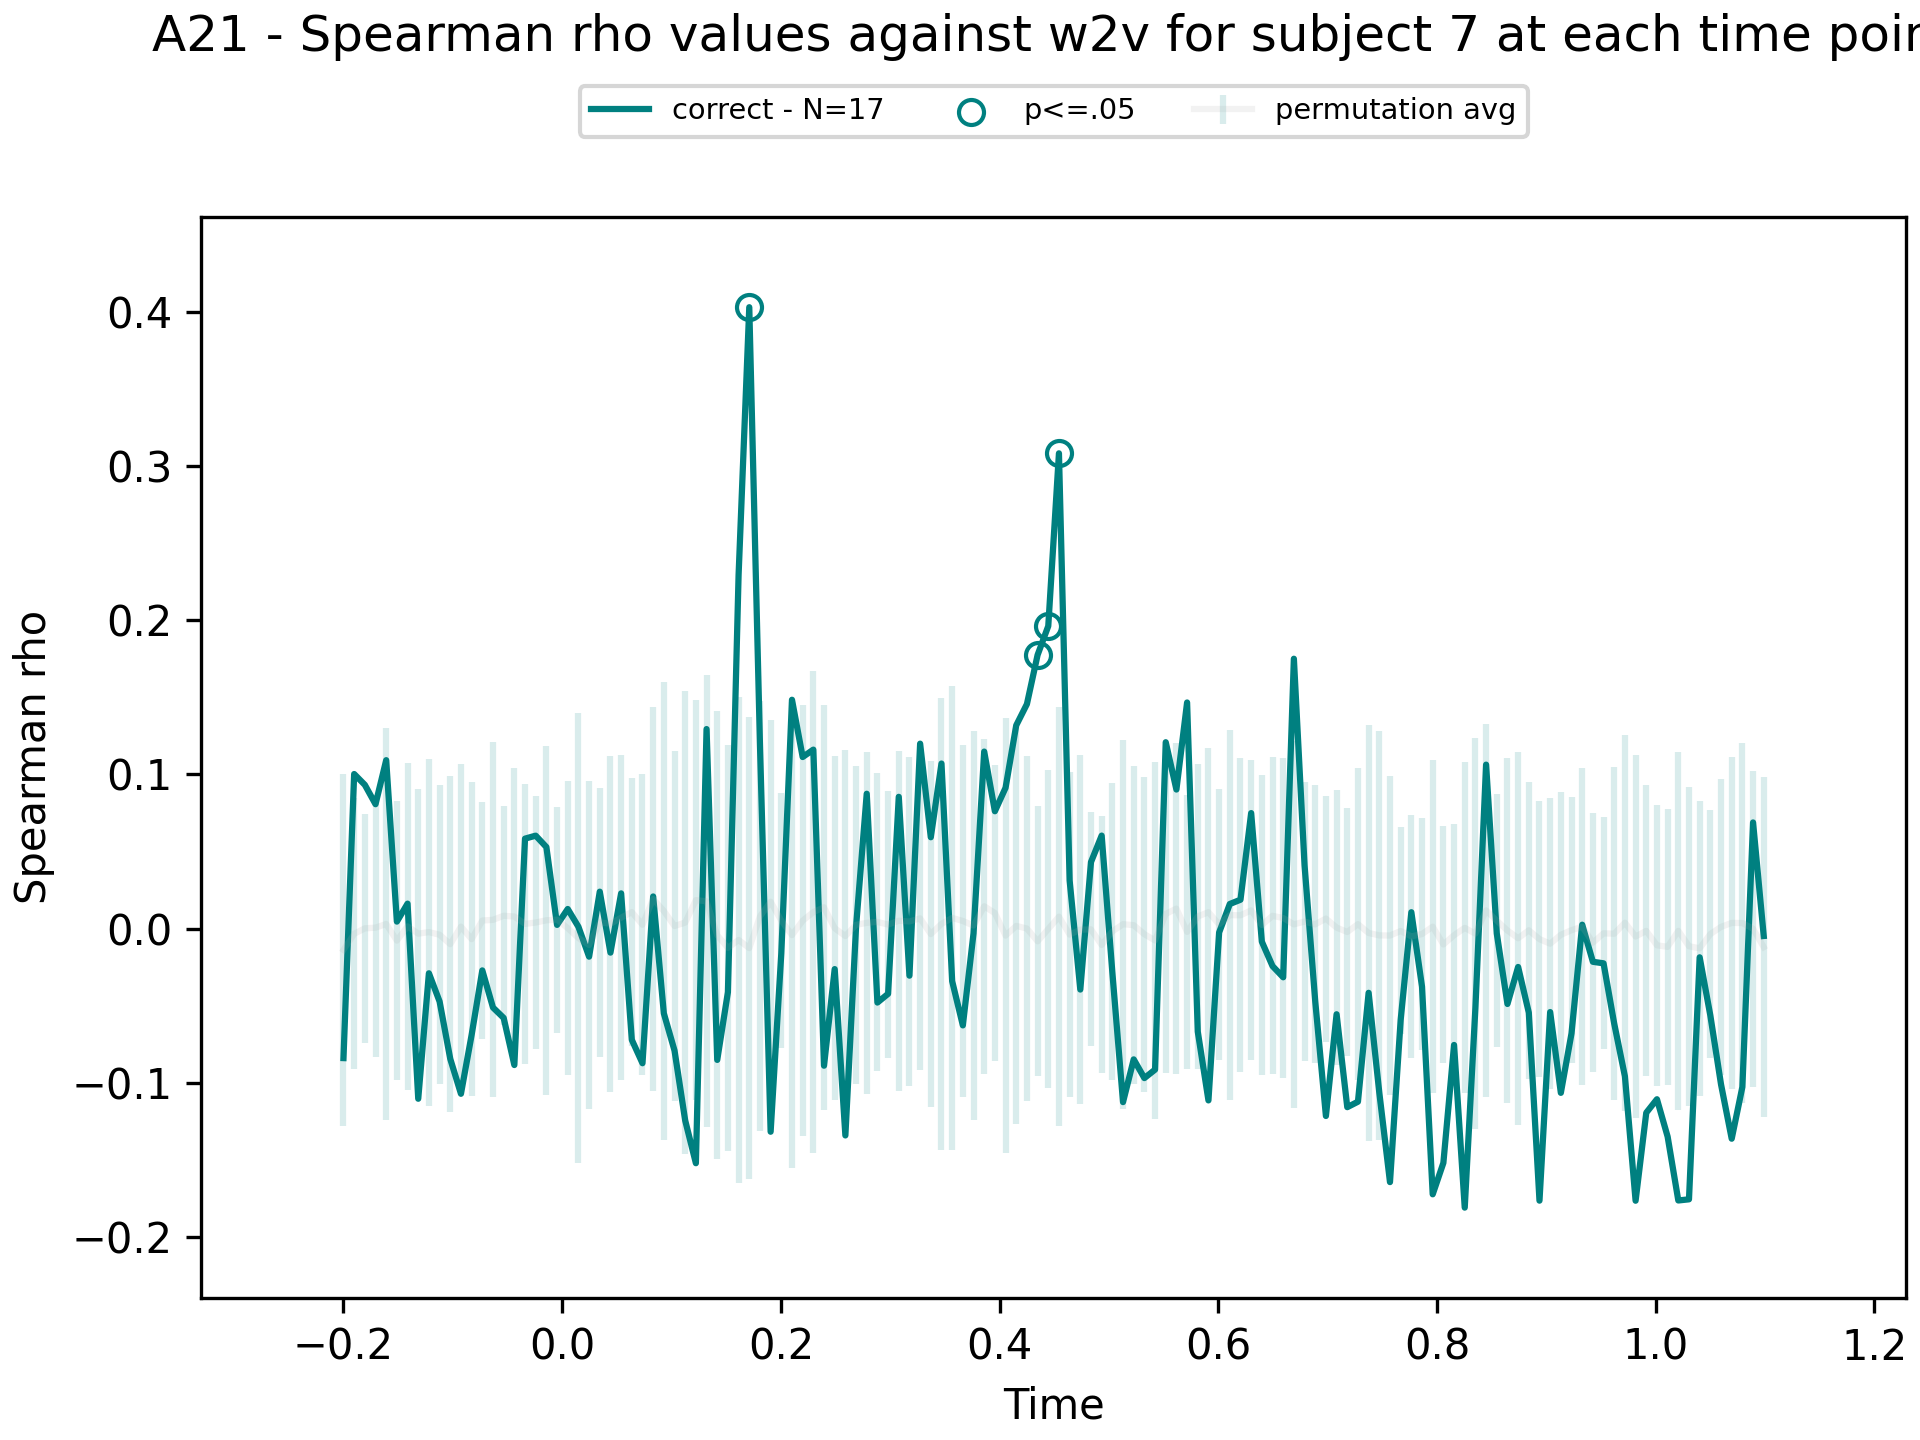 A21 - Spearman rho values against w2v for subject 7 at each time poin
correct - N=17 p<=.05 permutation avg
0.4
0.3
0.2
0.1
0.0
−0.1
−0.2
Spearman rho
−0.2 0.0 0.2 0.4 0.6 0.8 1.0 1.2
Time